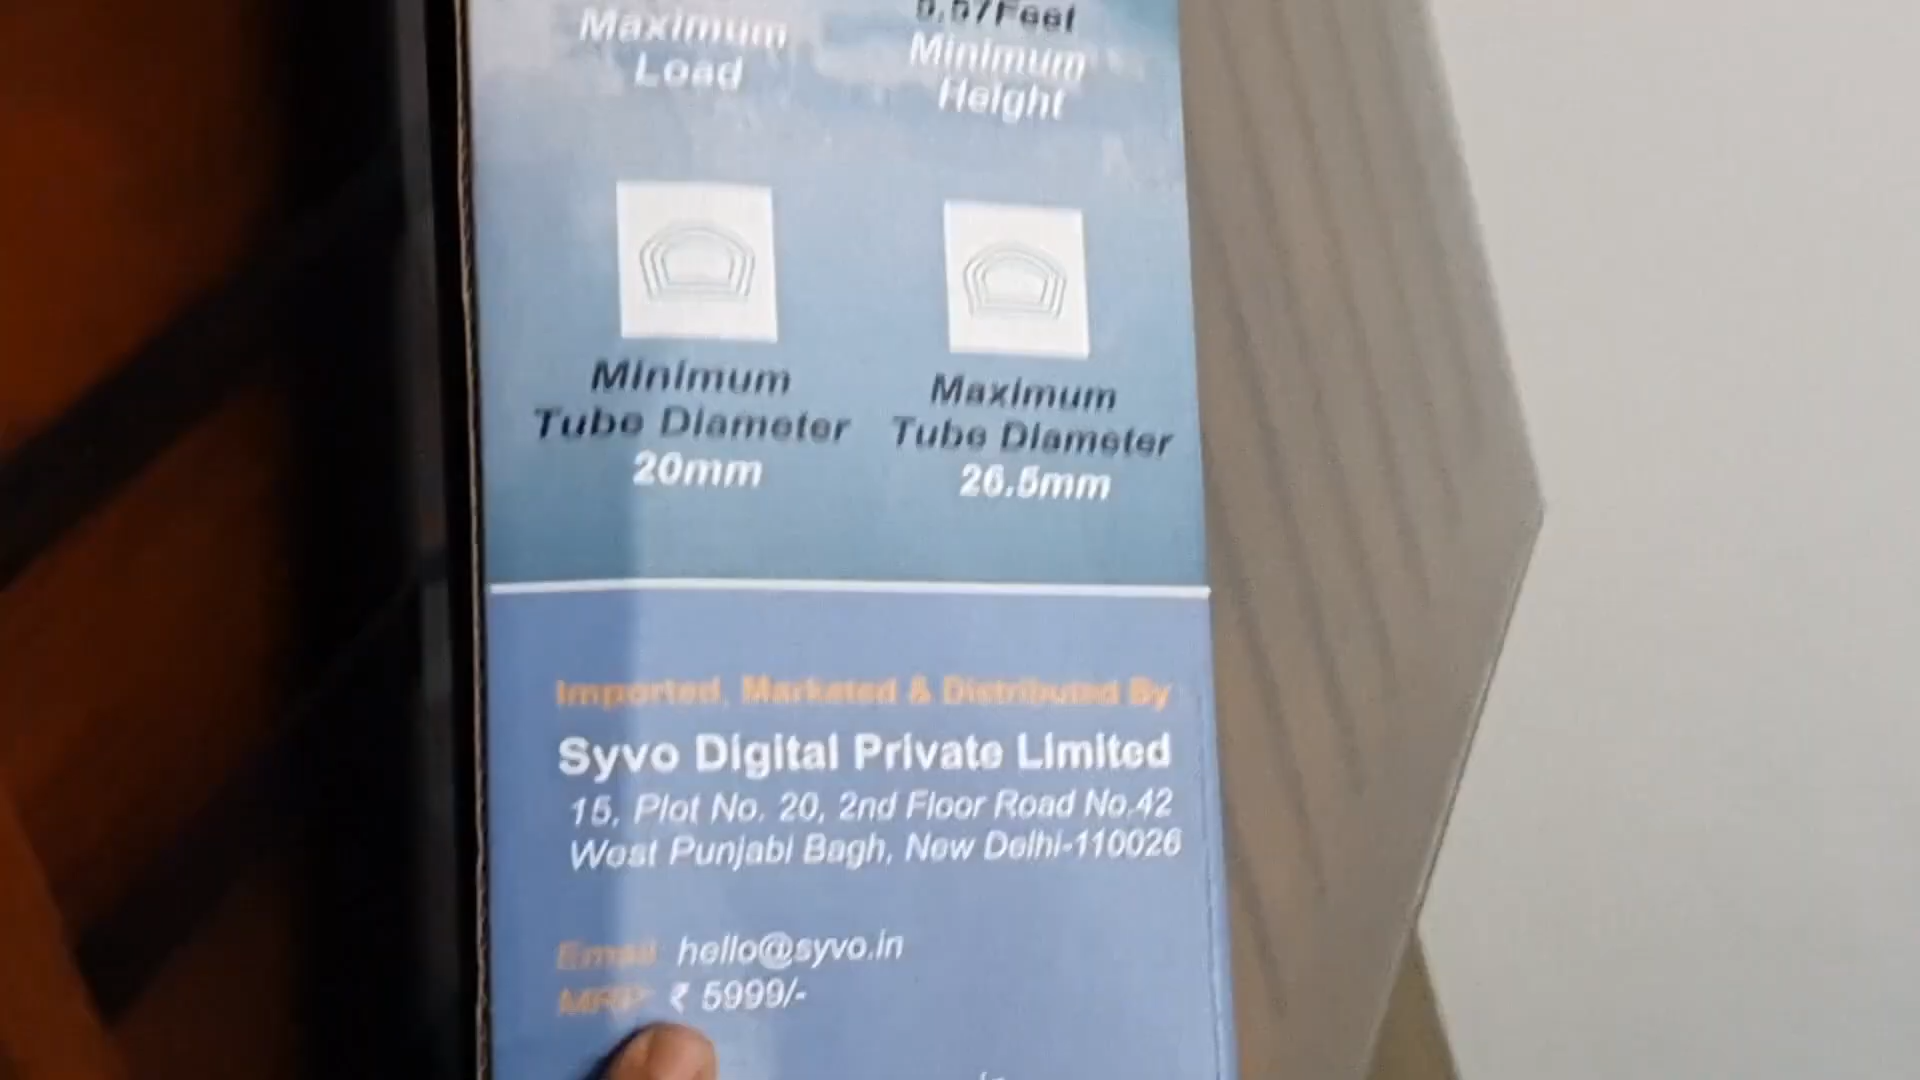 Maximum
Load
Minimum
Height
Minimum
Tube Diameter
20mm
Maximum
Tube Diameter
26.5mm
Imported, Marketed & Distributed By
Syvo Digital Private Limited
15, Plot No. 20, 2nd Floor Road No.42
West Punjabi Bagh, New Delhi-110026
Email: hello@syvo.in
MRP: ₹ 5999/-